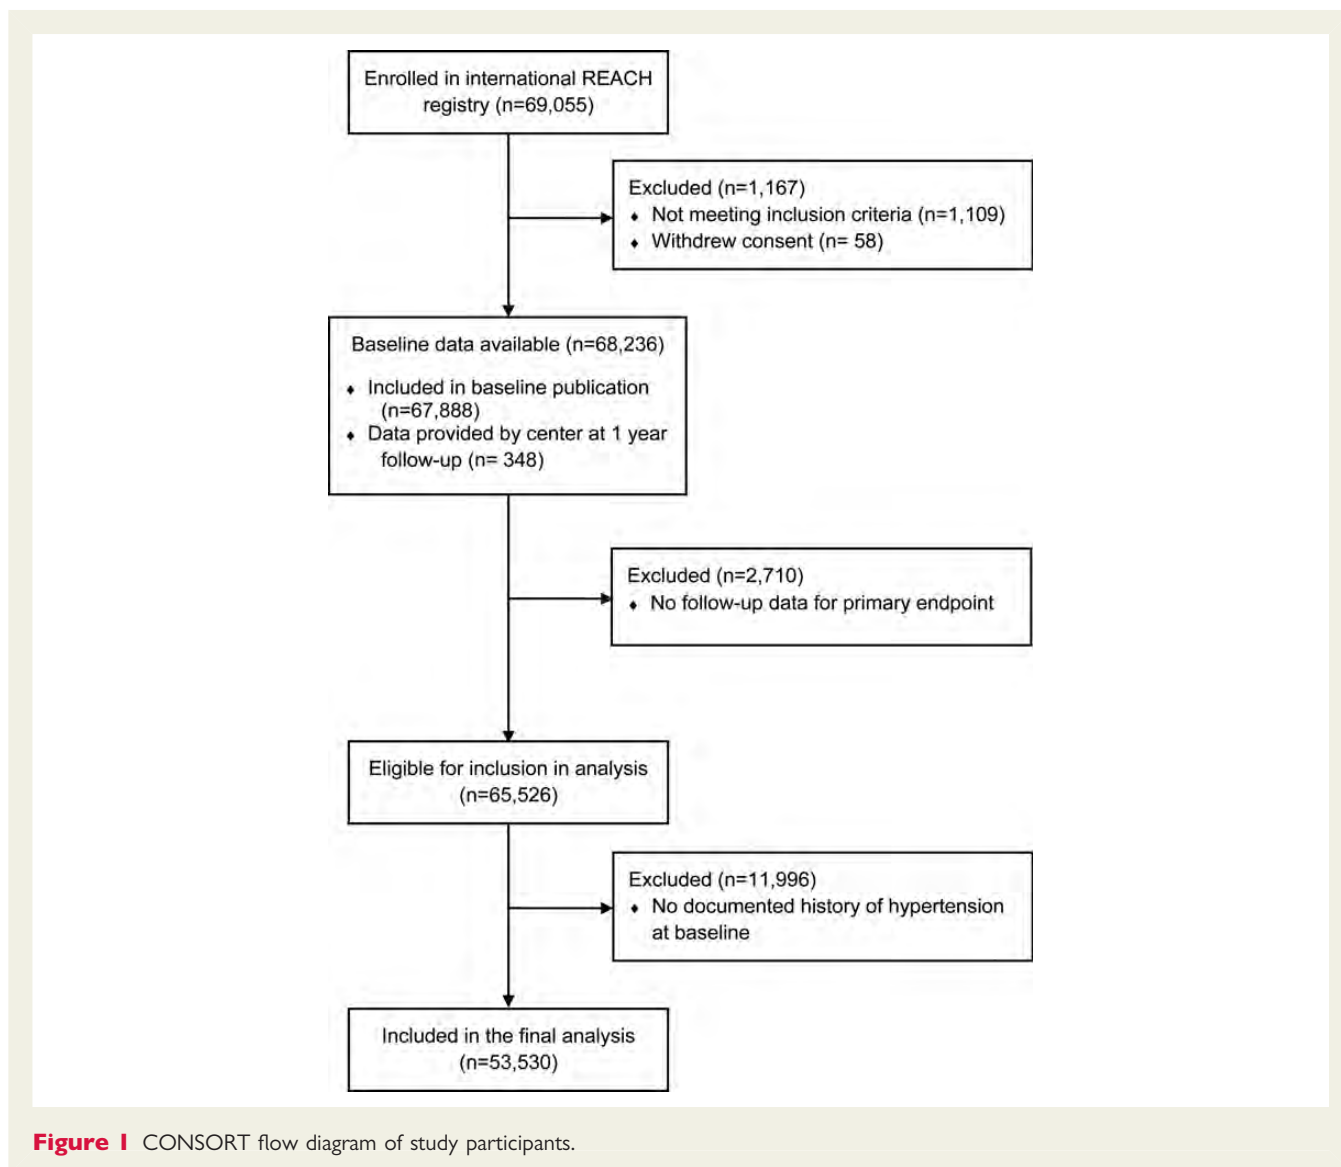 Enrolled in international REACH
registry (n=69,055)
Excluded (n=1,167)
♦ Not meeting inclusion criteria (n=1,109)
♦ Withdrew consent (n= 58)
Baseline data available (n=68,236)
♦ Included in baseline publication
(n=67,888)
♦ Data provided by center at 1 year
follow-up (n= 348)
Excluded (n=2,710)
♦ No follow-up data for primary endpoint
Eligible for inclusion in analysis
(n=65,526)
Excluded (n=11,996)
♦ No documented history of hypertension
at baseline
Included in the final analysis
(n=53,530)
Figure 1 CONSORT flow diagram of study participants.